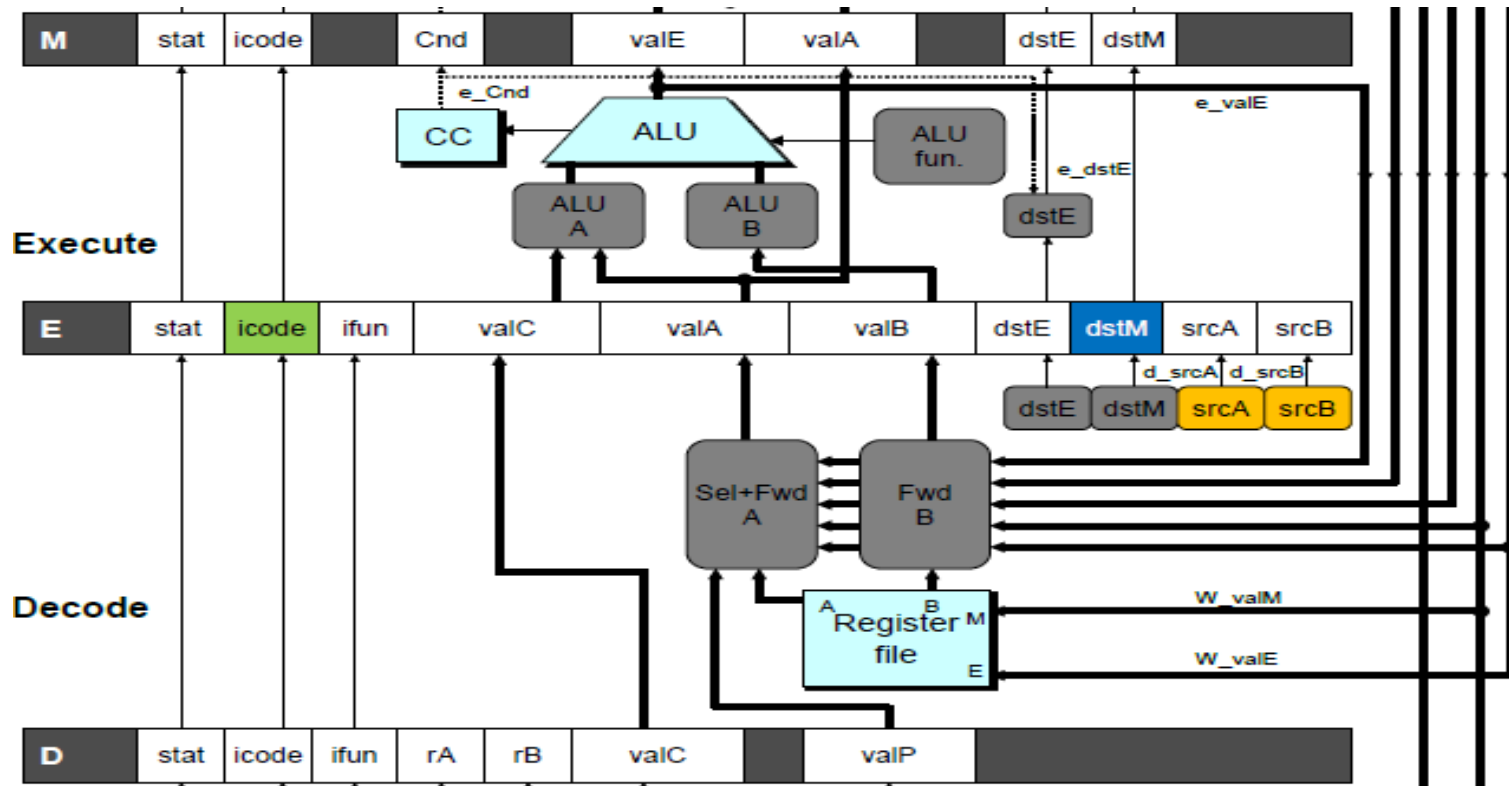 M stat icode Cnd valE valA dstE dstM
e_Cnd
e_valE
CC
ALU
ALU
fun.
e_dstE
ALU
A
ALU
B
dstE
Execute
E stat icode ifun valC valA valB dstE dstM srcA srcB
d_srcA d_srcB
dstE dstM srcA srcB
Sel+Fwd
A
Fwd
B
Decode
A B
Register M
file
E
W_valM
W_valE
D stat icode ifun rA rB valC valP